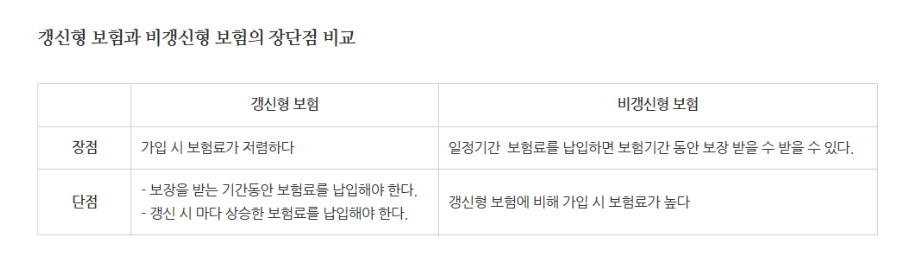 갱신형 보험과 비갱신형 보험의 장단점 비교
갱신형 보험 비갱신형 보험
장점 가입 시 보험료가 저렴하다 일정기간 보험료를 납입하면 보험기간 동안 보장 받을 수 받을 수 있다.
단점 - 보장을 받는 기간동안 보험료를 납입해야 한다.
- 갱신 시 마다 상승한 보험료를 납입해야 한다.
갱신형 보험에 비해 가입 시 보험료가 높다